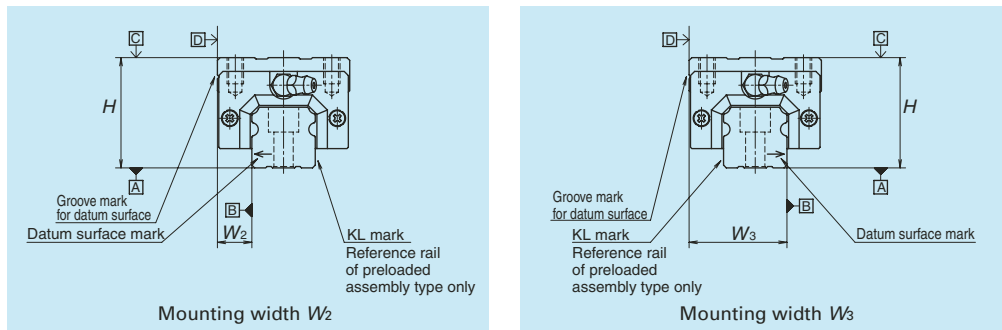 C
D
H
A
Groove mark
for datum surface
Datum surface mark
B
W2
KL mark
Reference rail
of preloaded
assembly type only
Mounting width W2
D
C
H
A
Groove mark
for datum surface
B
KL mark
Reference rail
of preloaded
assembly type only
W3
Datum surface mark
Mounting width W3